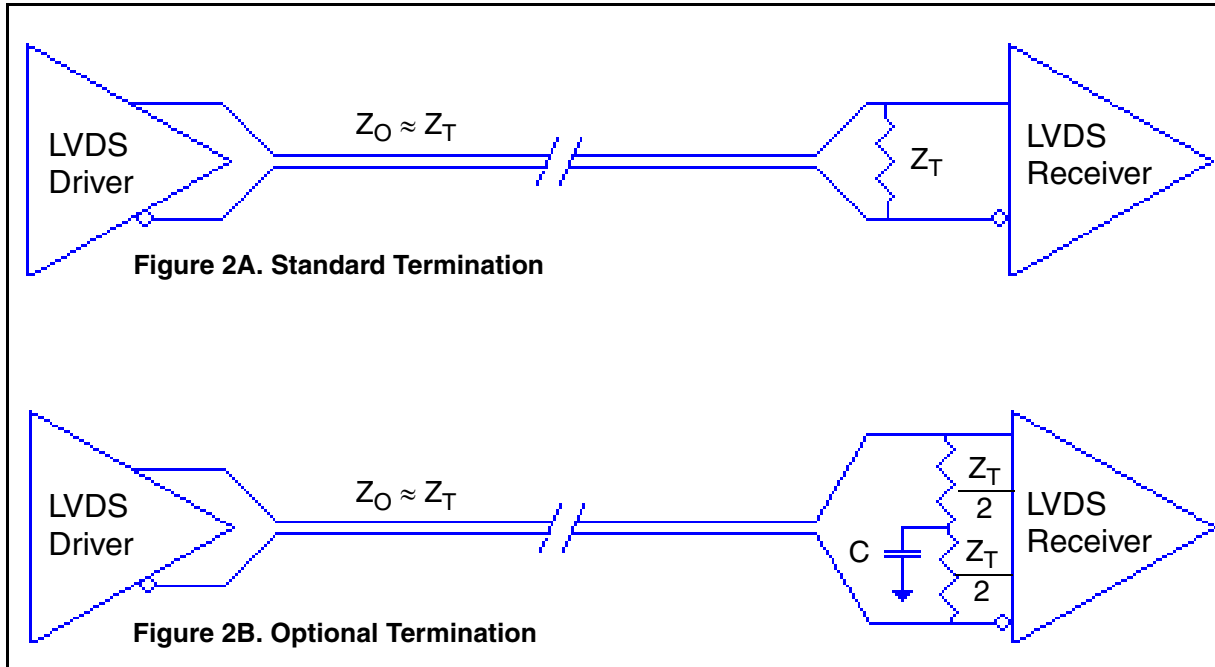 LVDS
Driver
Z_O ≈ Z_T
Z_T
LVDS
Receiver
Figure 2A. Standard Termination
LVDS
Driver
Z_O ≈ Z_T
C
Z_T
2
Z_T
2
LVDS
Receiver
Figure 2B. Optional Termination